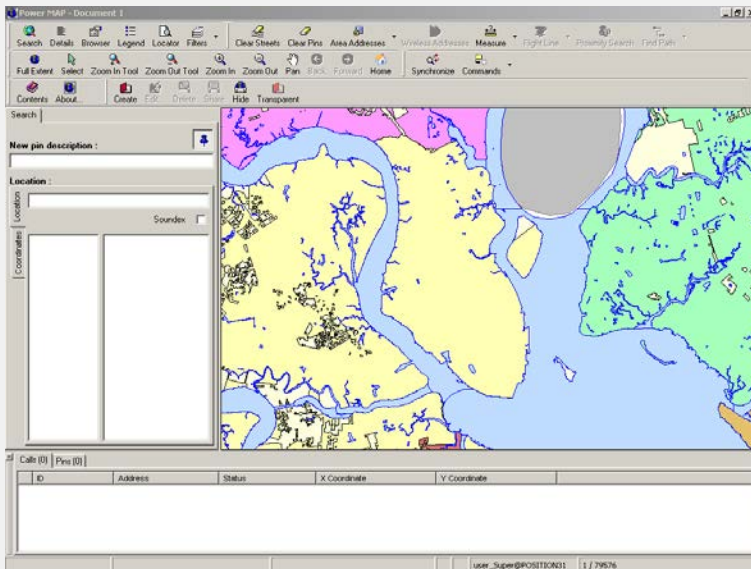 Power MAP - Document 1
Search Details Browser Legend Locator Filters Clear Streets Clear Pins Area Addresses Wireless Addresses Measure Flight Line Proximity Search Find Path
Full Extent Select Zoom In Tool Zoom Out Tool Zoom In Zoom Out Pan Back Forward Home Synchronize Commands
Contents About... Create Edit Delete Share Hide Transparent
Search
New pin description :
Location :
Location
Soundex
Coordinates
Calls (0) Pins (0)
ID Address Status X Coordinate Y Coordinate
user_Super@POSITION31 1 / 79576